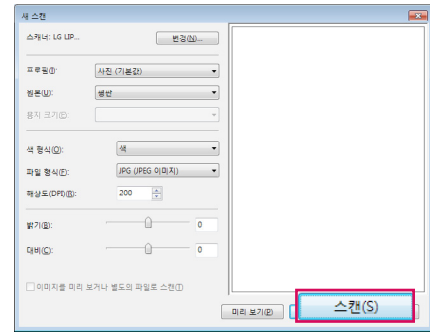 새 스캔
스캐너: LG LIP...
변경(N)...
프로필(I): 사진 (기본값)
원본(U): 평판
용지 크기(P):
색 형식(O): 색
파일 형식(F): JPG (JPEG 이미지)
해상도(DPI)(R): 200
밝기(B): 0
대비(C): 0
이미지를 미리 보거나 별도의 파일로 스캔(T)
미리 보기(P) 스캔(S)